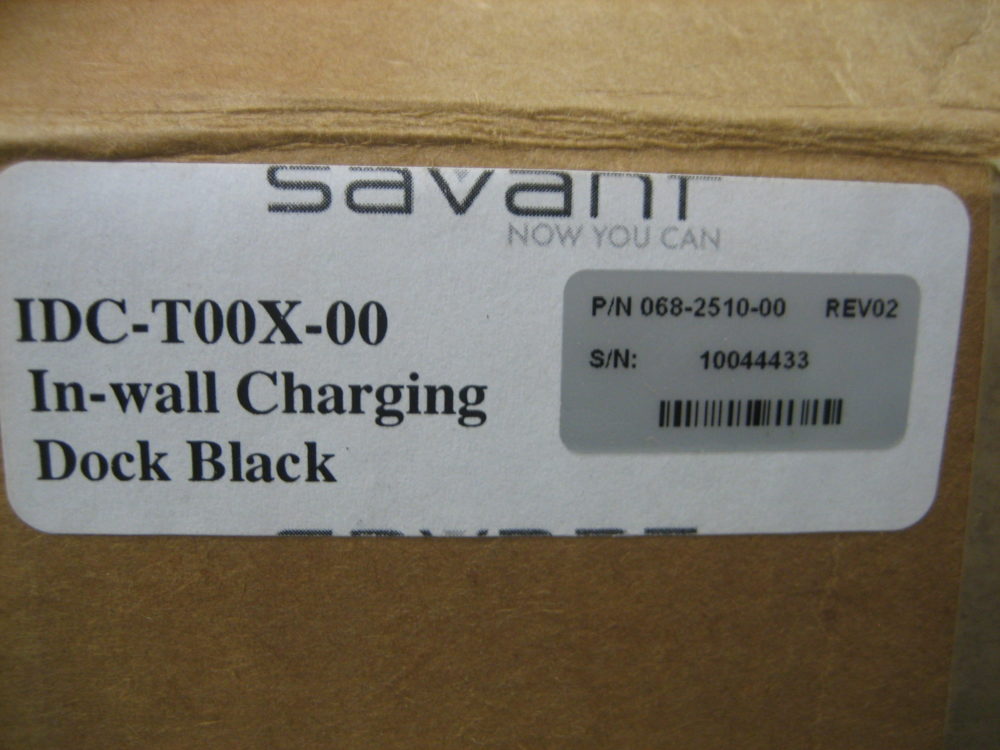 savant
NOW YOU CAN
IDC-T00X-00
In-wall Charging
Dock Black
P/N 068-2510-00 REV02
S/N: 10044433